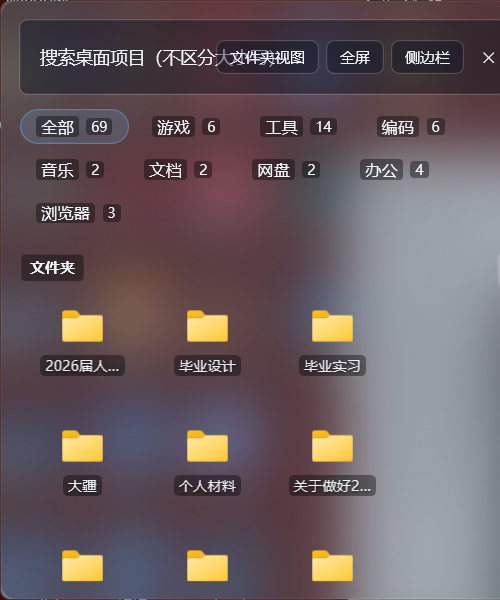 搜索桌面项目（不区分大 文件夹视图 全屏 侧边栏 ×
全部 69 游戏 6 工具 14 编码 6
音乐 2 文档 2 网盘 2 办公 4
浏览器 3
文件夹
2026届人... 毕业设计 毕业实习
大疆 个人材料 关于做好2...